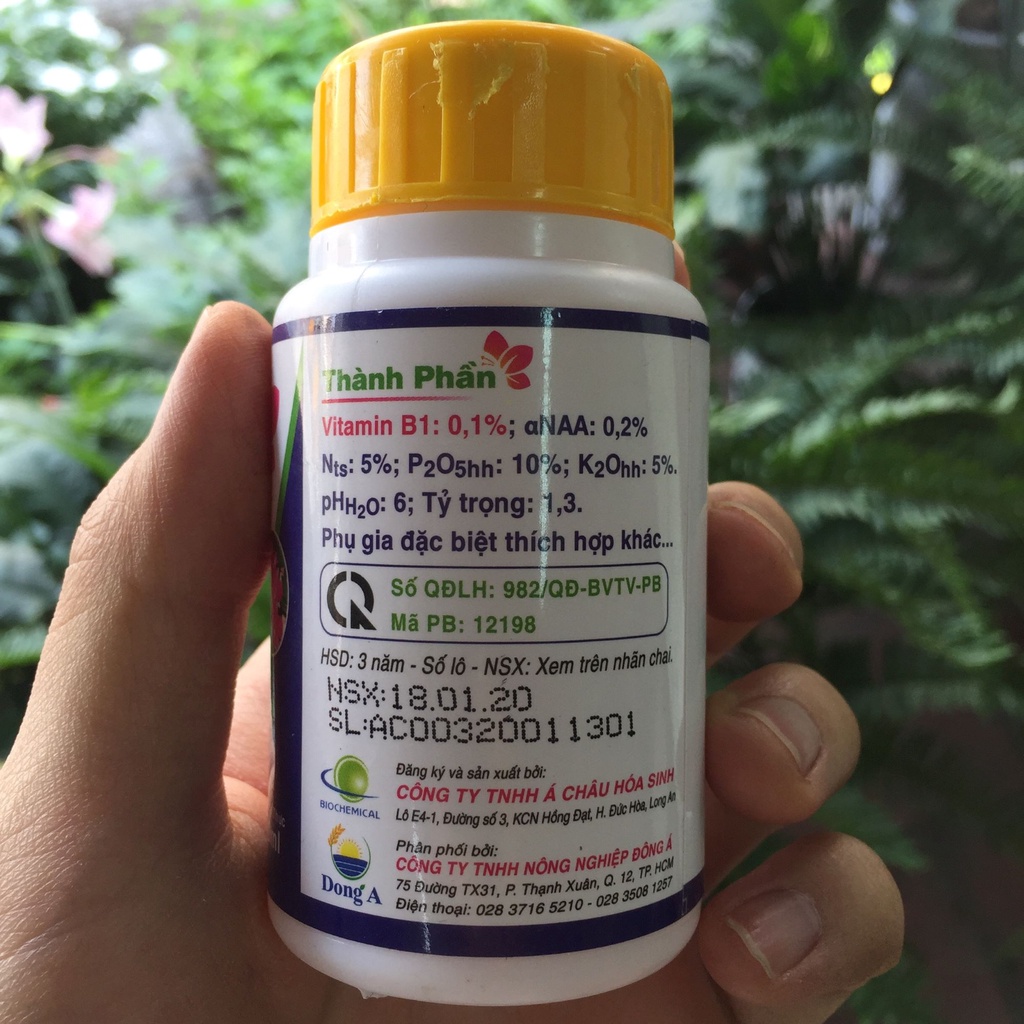 Thành Phần
Vitamin B1: 0,1%; αNAA: 0,2%
Nts: 5%; P2O5hh: 10%; K2Ohh: 5%.
pHH2O: 6; Tỷ trọng: 1,3.
Phụ gia đặc biệt thích hợp khác...
Số QĐLH: 982/QĐ-BVTV-PB
Mã PB: 12198
HSD: 3 năm - Số lô - NSX: Xem trên nhãn chai.
NSX:18.01.20
SL:AC00320011301
BIOCHEMICAL
Đăng ký và sản xuất bởi:
CÔNG TY TNHH Á CHÂU HÓA SINH
Lô E4-1, Đường số 3, KCN Hồng Đạt, H. Đức Hòa, Long An
Dong A
Phân phối bởi:
CÔNG TY TNHH NÔNG NGHIỆP ĐÔNG Á
75 Đường TX31, P. Thạnh Xuân, Q. 12, TP. HCM
Điện thoại: 028 3716 5210 - 028 3508 1257